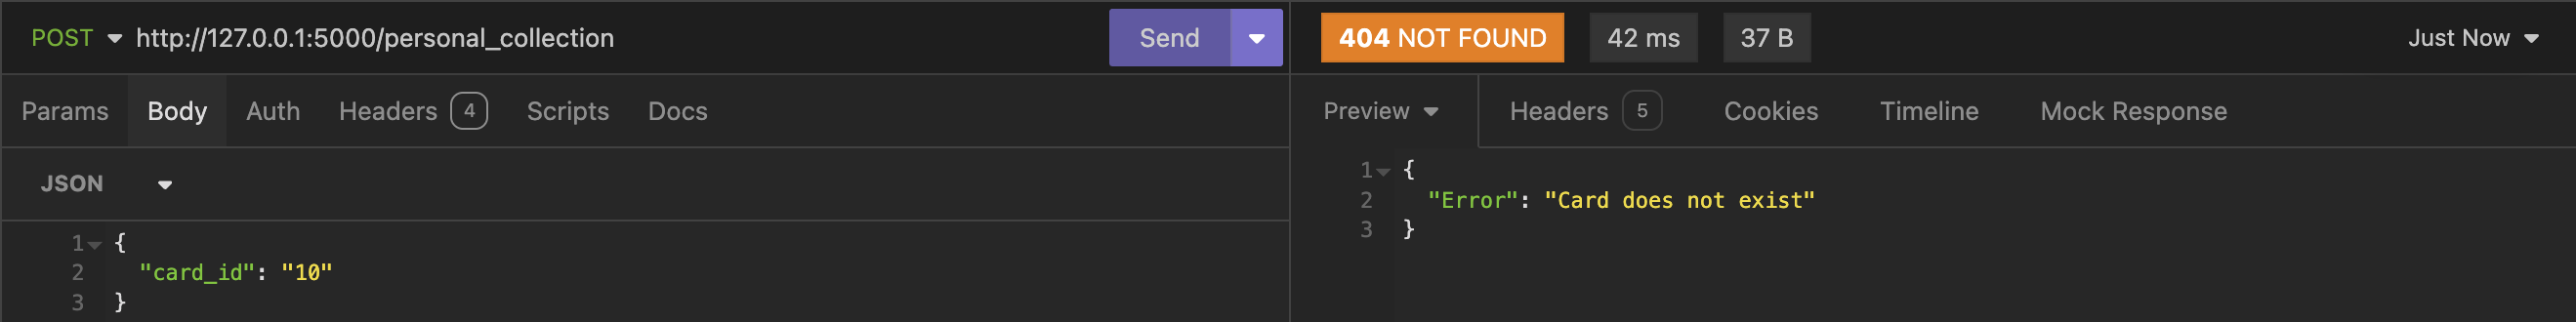 POST http://127.0.0.1:5000/personal_collection Send
404 NOT FOUND 42 ms 37 B Just Now
Params Body Auth Headers 4 Scripts Docs
Preview Headers 5 Cookies Timeline Mock Response
JSON
1 {
2 "card_id": "10"
3 }
1 {
2 "Error": "Card does not exist"
3 }